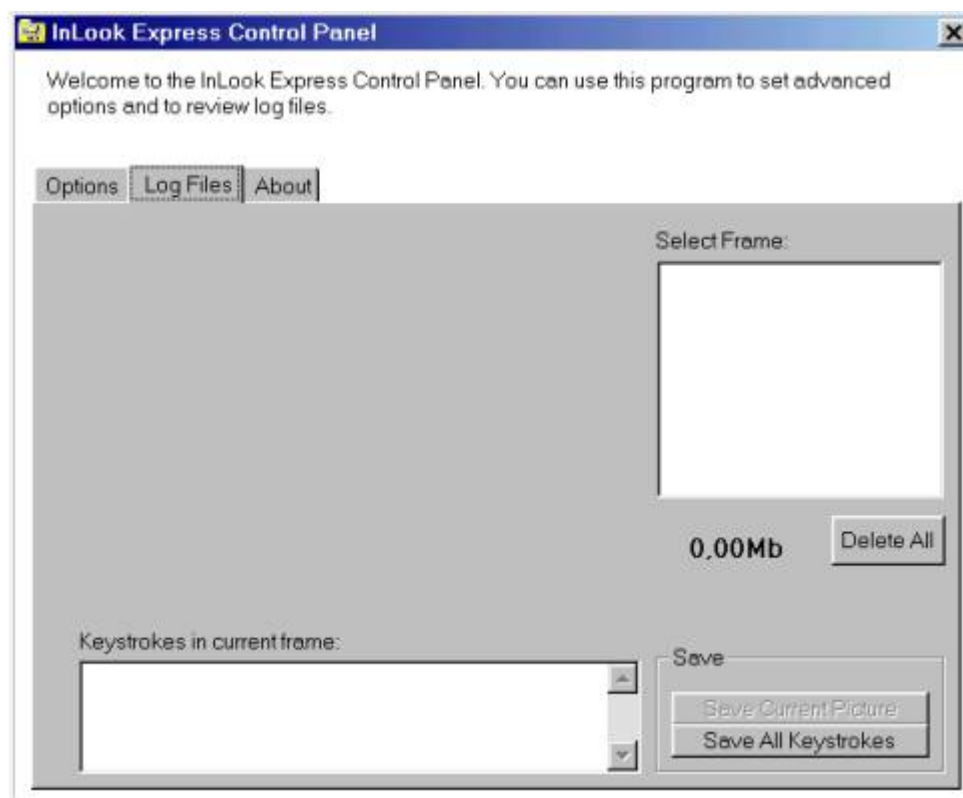 InLook Express Control Panel
Welcome to the InLook Express Control Panel. You can use this program to set advanced
options and to review log files.
Options
Log Files
About
Select Frame:
0,00Mb
Delete All
Keystrokes in current frame:
Save
Save Current Picture
Save All Keystrokes